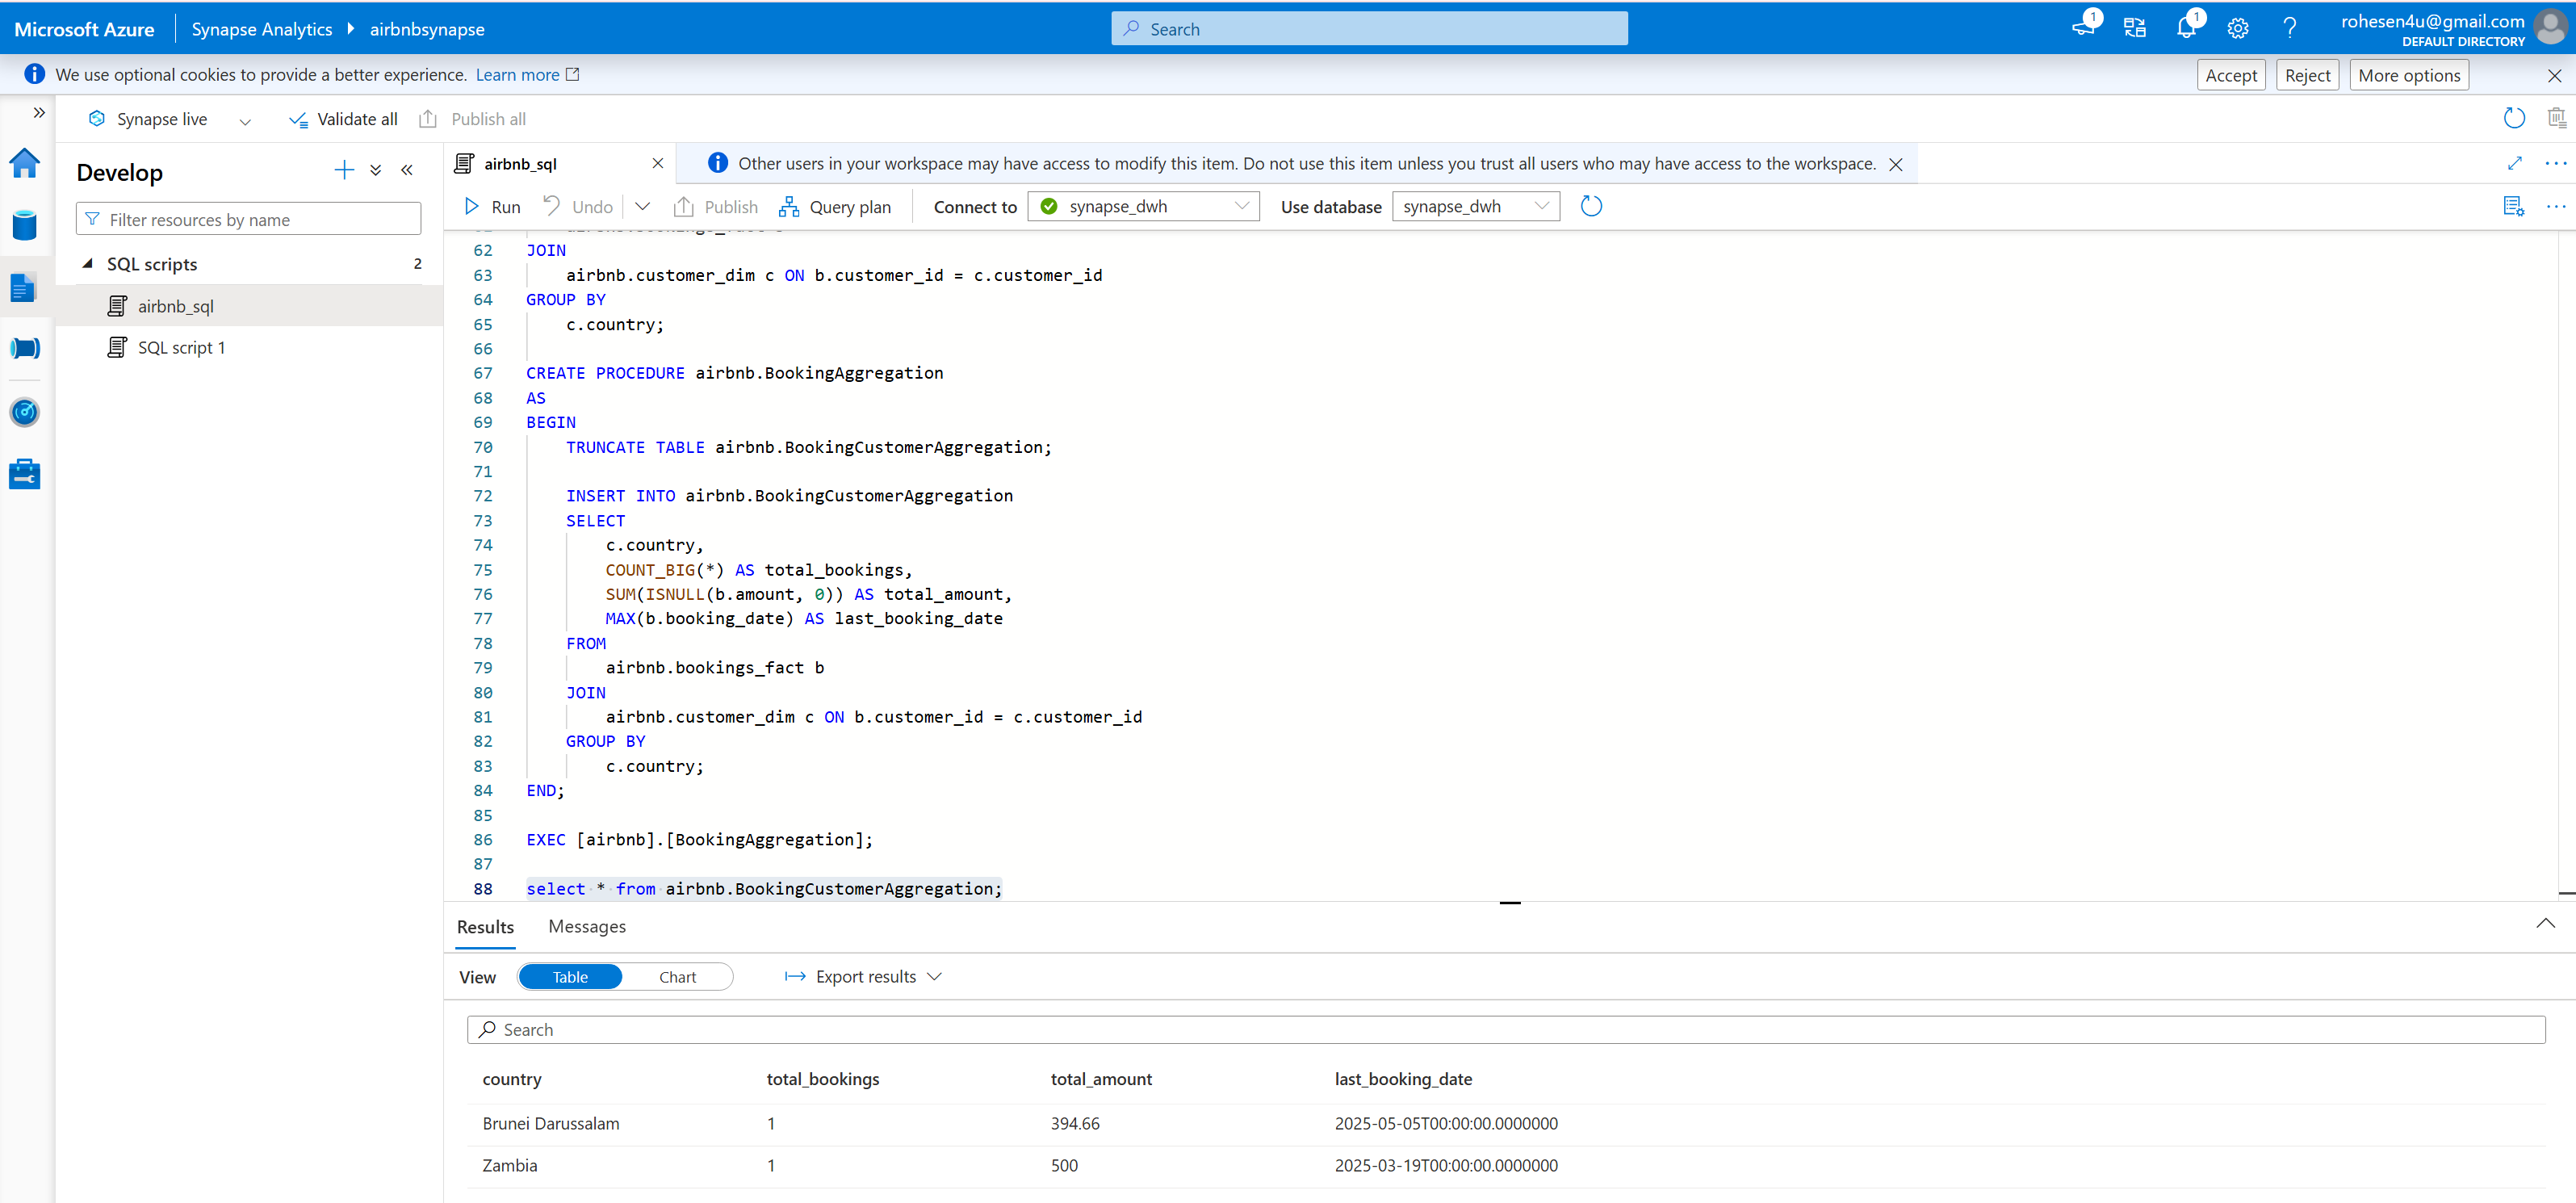 Microsoft Azure
Synapse Analytics
airbnbsynapse
Search
1
1
rohesen4u@gmail.com
DEFAULT DIRECTORY
We use optional cookies to provide a better experience. Learn more
Accept
Reject
More options
Synapse live
Validate all
Publish all
Develop
Filter resources by name
SQL scripts
2
airbnb_sql
SQL script 1
airbnb_sql
Other users in your workspace may have access to modify this item. Do not use this item unless you trust all users who may have access to the workspace.
Run
Undo
Publish
Query plan
Connect to
synapse_dwh
Use database
synapse_dwh
62 JOIN
63 airbnb.customer_dim c ON b.customer_id = c.customer_id
64 GROUP BY
65 c.country;
66
67 CREATE PROCEDURE airbnb.BookingAggregation
68 AS
69 BEGIN
70 TRUNCATE TABLE airbnb.BookingCustomerAggregation;
71
72 INSERT INTO airbnb.BookingCustomerAggregation
73 SELECT
74 c.country,
75 COUNT_BIG(*) AS total_bookings,
76 SUM(ISNULL(b.amount, 0)) AS total_amount,
77 MAX(b.booking_date) AS last_booking_date
78 FROM
79 airbnb.bookings_fact b
80 JOIN
81 airbnb.customer_dim c ON b.customer_id = c.customer_id
82 GROUP BY
83 c.country;
84 END;
85
86 EXEC [airbnb].[BookingAggregation];
87
88 select * from airbnb.BookingCustomerAggregation;
Results
Messages
View
Table
Chart
Export results
Search
country total_bookings total_amount last_booking_date
Brunei Darussalam 1 394.66 2025-05-05T00:00:00.0000000
Zambia 1 500 2025-03-19T00:00:00.0000000